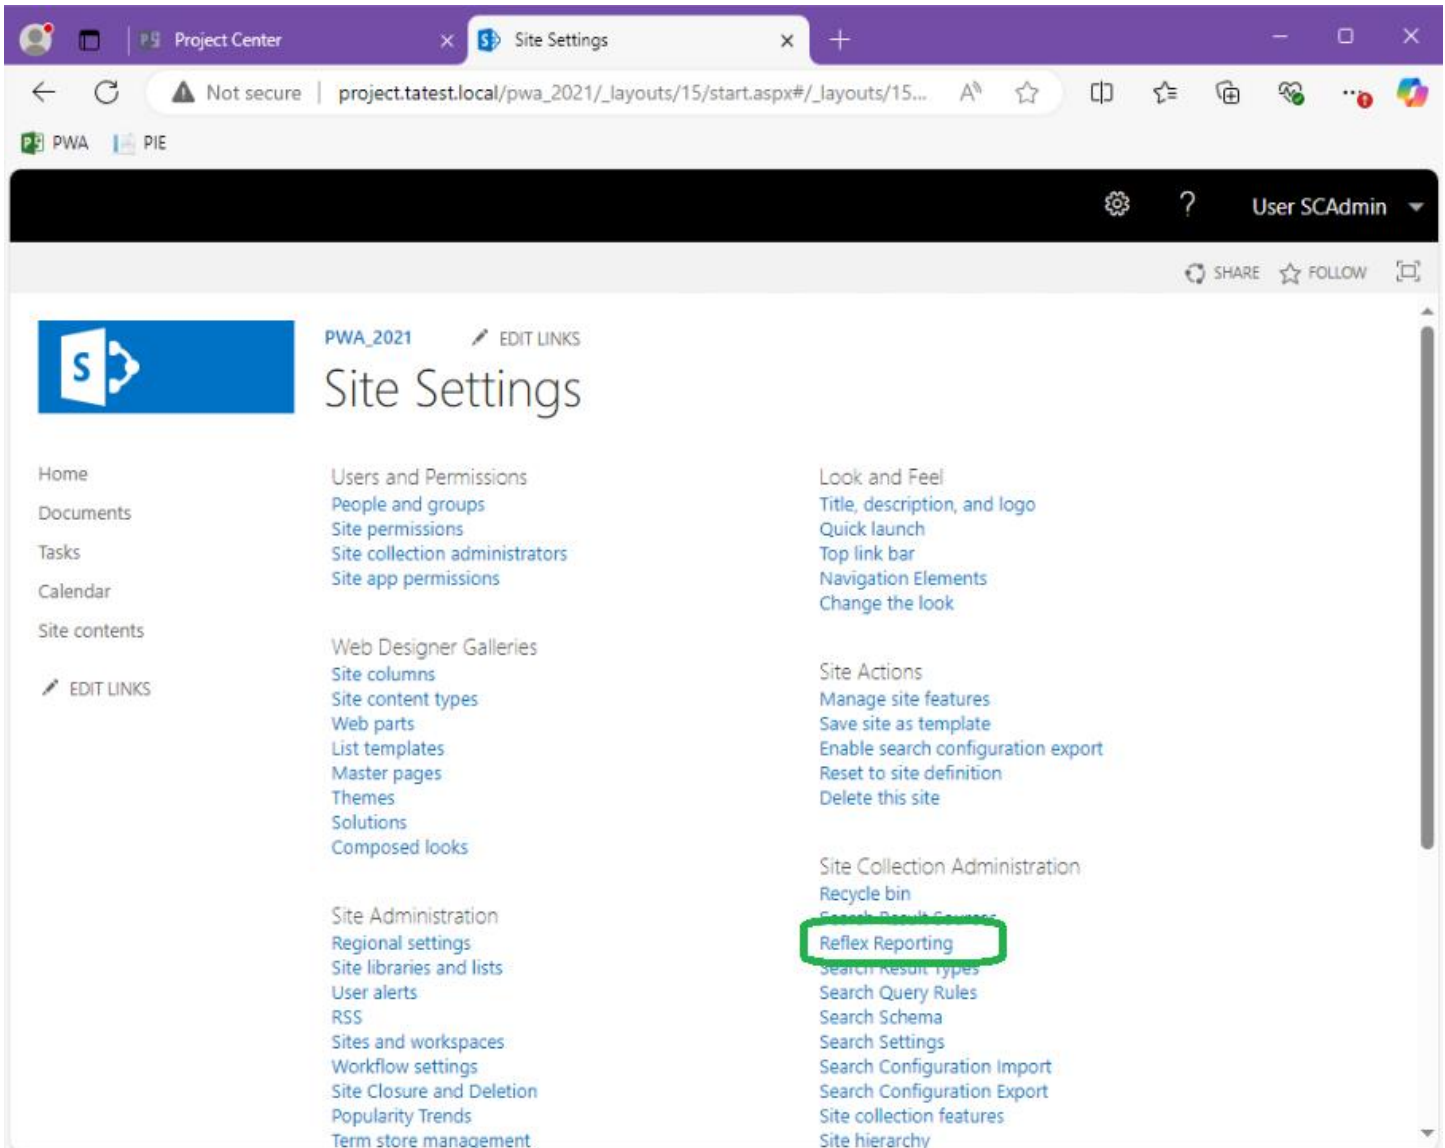 Project Center
Site Settings
Not secure
project.tatest.local/pwa_2021/_layouts/15/start.aspx#/_layouts/15...
PWA
PIE
User SCAdmin
SHARE
FOLLOW
PWA_2021
EDIT LINKS
Site Settings
Home
Documents
Tasks
Calendar
Site contents
EDIT LINKS
Users and Permissions
People and groups
Site permissions
Site collection administrators
Site app permissions
Web Designer Galleries
Site columns
Site content types
Web parts
List templates
Master pages
Themes
Solutions
Composed looks
Site Administration
Regional settings
Site libraries and lists
User alerts
RSS
Sites and workspaces
Workflow settings
Site Closure and Deletion
Popularity Trends
Term store management
Look and Feel
Title, description, and logo
Quick launch
Top link bar
Navigation Elements
Change the look
Site Actions
Manage site features
Save site as template
Enable search configuration export
Reset to site definition
Delete this site
Site Collection Administration
Recycle bin
Search Result Sources
Reflex Reporting
Search Result Types
Search Query Rules
Search Schema
Search Settings
Search Configuration Import
Search Configuration Export
Site collection features
Site hierarchy